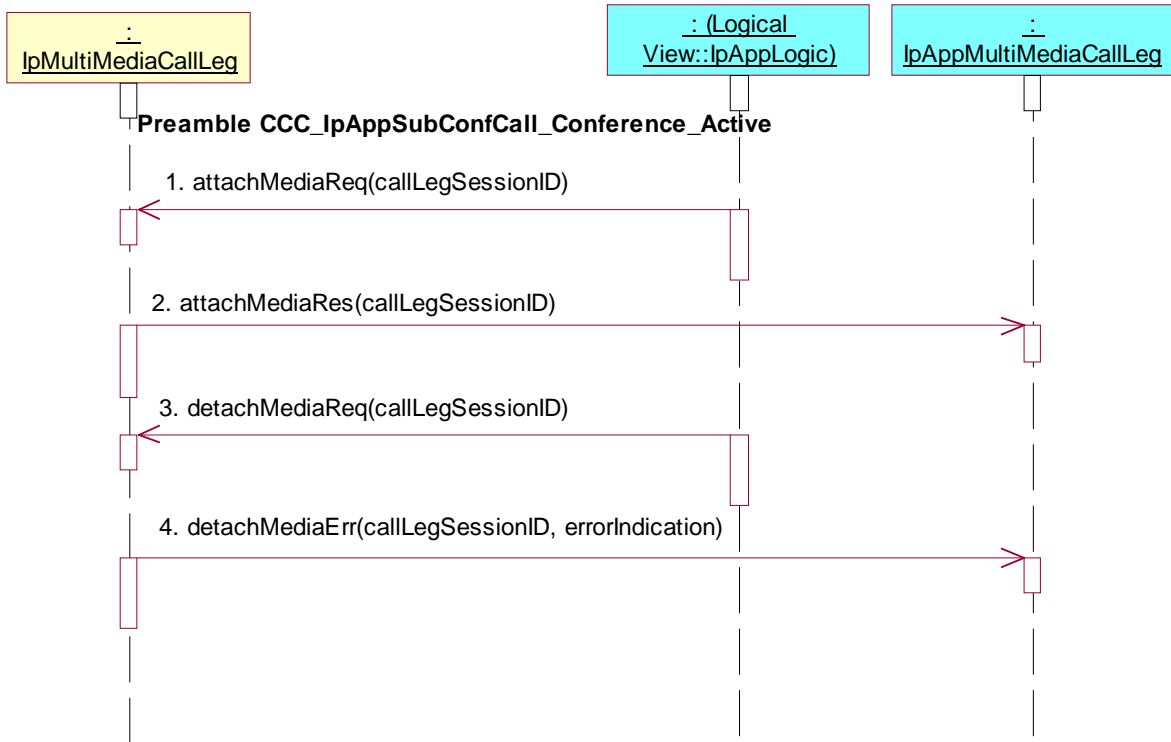 :
IpMultiMediaCallLeg
: (Logical
View::IpAppLogic)
:
IpAppMultiMediaCallLeg
Preamble CCC_IpAppSubConfCall_Conference_Active
1. attachMediaReq(callLegSessionID)
2. attachMediaRes(callLegSessionID)
3. detachMediaReq(callLegSessionID)
4. detachMediaErr(callLegSessionID, errorIndication)